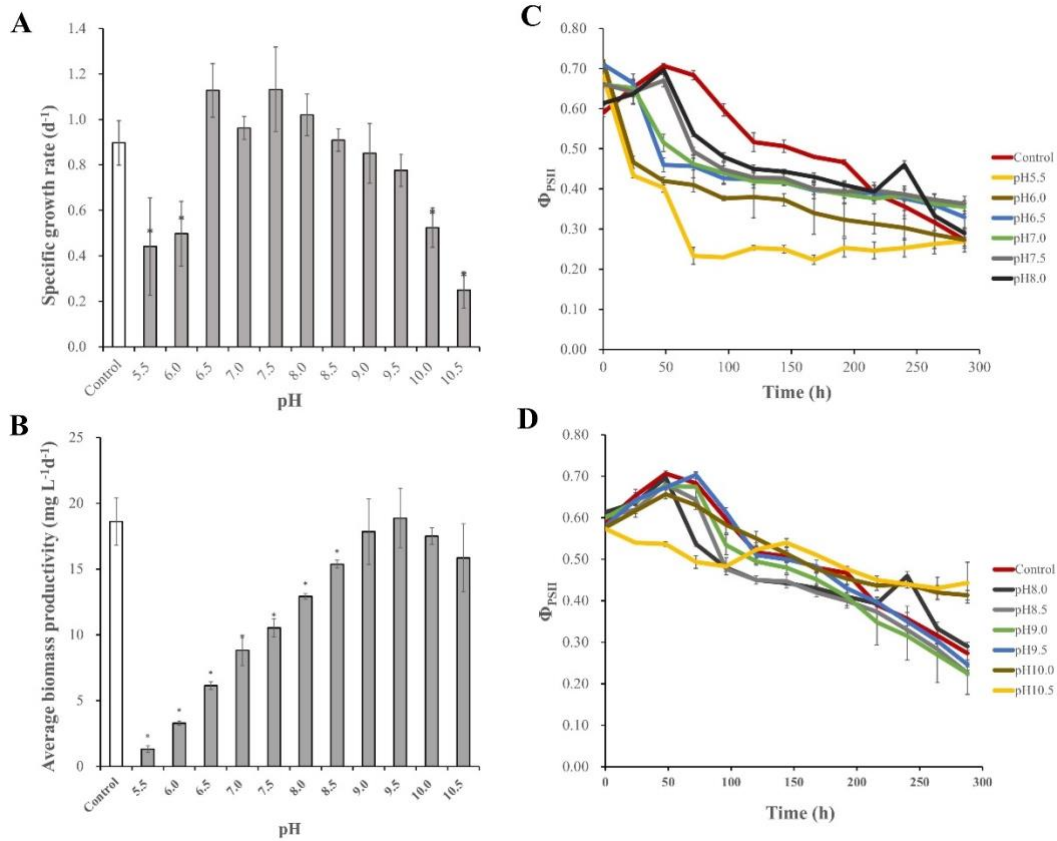 A
Specific growth rate (d⁻¹)
1.4
1.2
1.0
0.8
0.6
0.4
0.2
0.0
*
*
*
*
Control
5.5
6.0
6.5
7.0
7.5
8.0
8.5
9.0
9.5
10.0
10.5
pH
B
Average biomass productivity (mg L⁻¹d⁻¹)
25
20
15
10
5
0
*
*
*
*
*
*
*
Control
5.5
6.0
6.5
7.0
7.5
8.0
8.5
9.0
9.5
10.0
10.5
pH
C
Φ_PSII
0.80
0.70
0.60
0.50
0.40
0.30
0.20
0.10
0.00
0
50
100
150
200
250
300
Time (h)
Control
pH5.5
pH6.0
pH6.5
pH7.0
pH7.5
pH8.0
D
Φ_PSII
0.80
0.70
0.60
0.50
0.40
0.30
0.20
0.10
0.00
0
50
100
150
200
250
300
Time (h)
Control
pH8.0
pH8.5
pH9.0
pH9.5
pH10.0
pH10.5